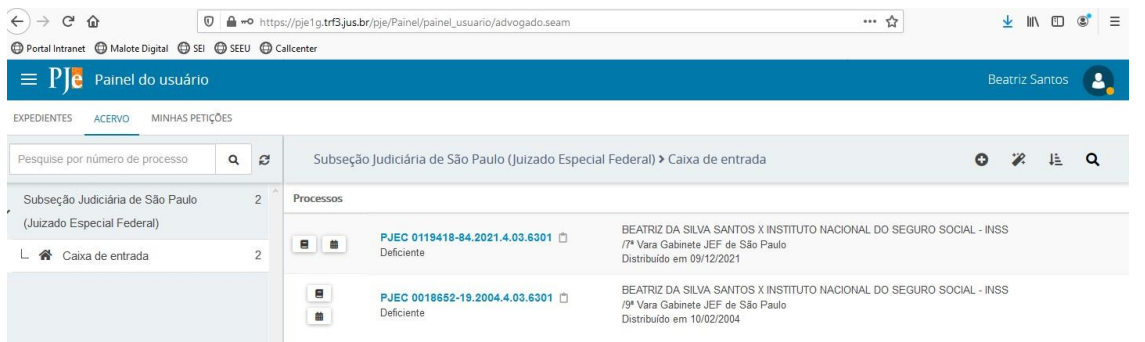 https://pje1g.trf3.jus.br/pje/Painel/painel_usuario/advogado.seam
Portal Intranet Malote Digital SEI SEEU Callcenter
PJe Painel do usuário Beatriz Santos
EXPEDIENTES ACERVO MINHAS PETIÇÕES
Pesquise por número de processo
Subseção Judiciária de São Paulo (Juizado Especial Federal) > Caixa de entrada
Subseção Judiciária de São Paulo 2
(Juizado Especial Federal)
Caixa de entrada 2
Processos
PJEC 0119418-84.2021.4.03.6301
Deficiente
BEATRIZ DA SILVA SANTOS X INSTITUTO NACIONAL DO SEGURO SOCIAL - INSS
/7ª Vara Gabinete JEF de São Paulo
Distribuído em 09/12/2021
PJEC 0018652-19.2004.4.03.6301
Deficiente
BEATRIZ DA SILVA SANTOS X INSTITUTO NACIONAL DO SEGURO SOCIAL - INSS
/9ª Vara Gabinete JEF de São Paulo
Distribuído em 10/02/2004